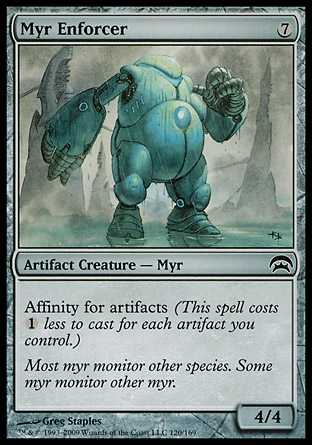 Myr Enforcer 7
Artifact Creature — Myr
Affinity for artifacts (This spell costs
1 less to cast for each artifact you
control.)
Most myr monitor other species. Some
myr monitor other myr.
4/4
Greg Staples
™ & © 1993-2009 Wizards of the Coast LLC 120/169